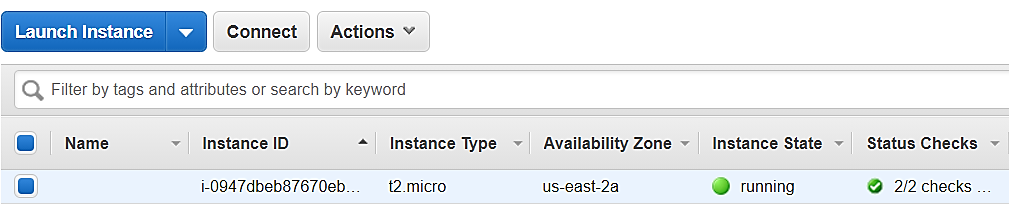 Launch Instance Connect Actions
Filter by tags and attributes or search by keyword
Name Instance ID Instance Type Availability Zone Instance State Status Checks
i-0947dbeb87670eb... t2.micro us-east-2a running 2/2 checks ...